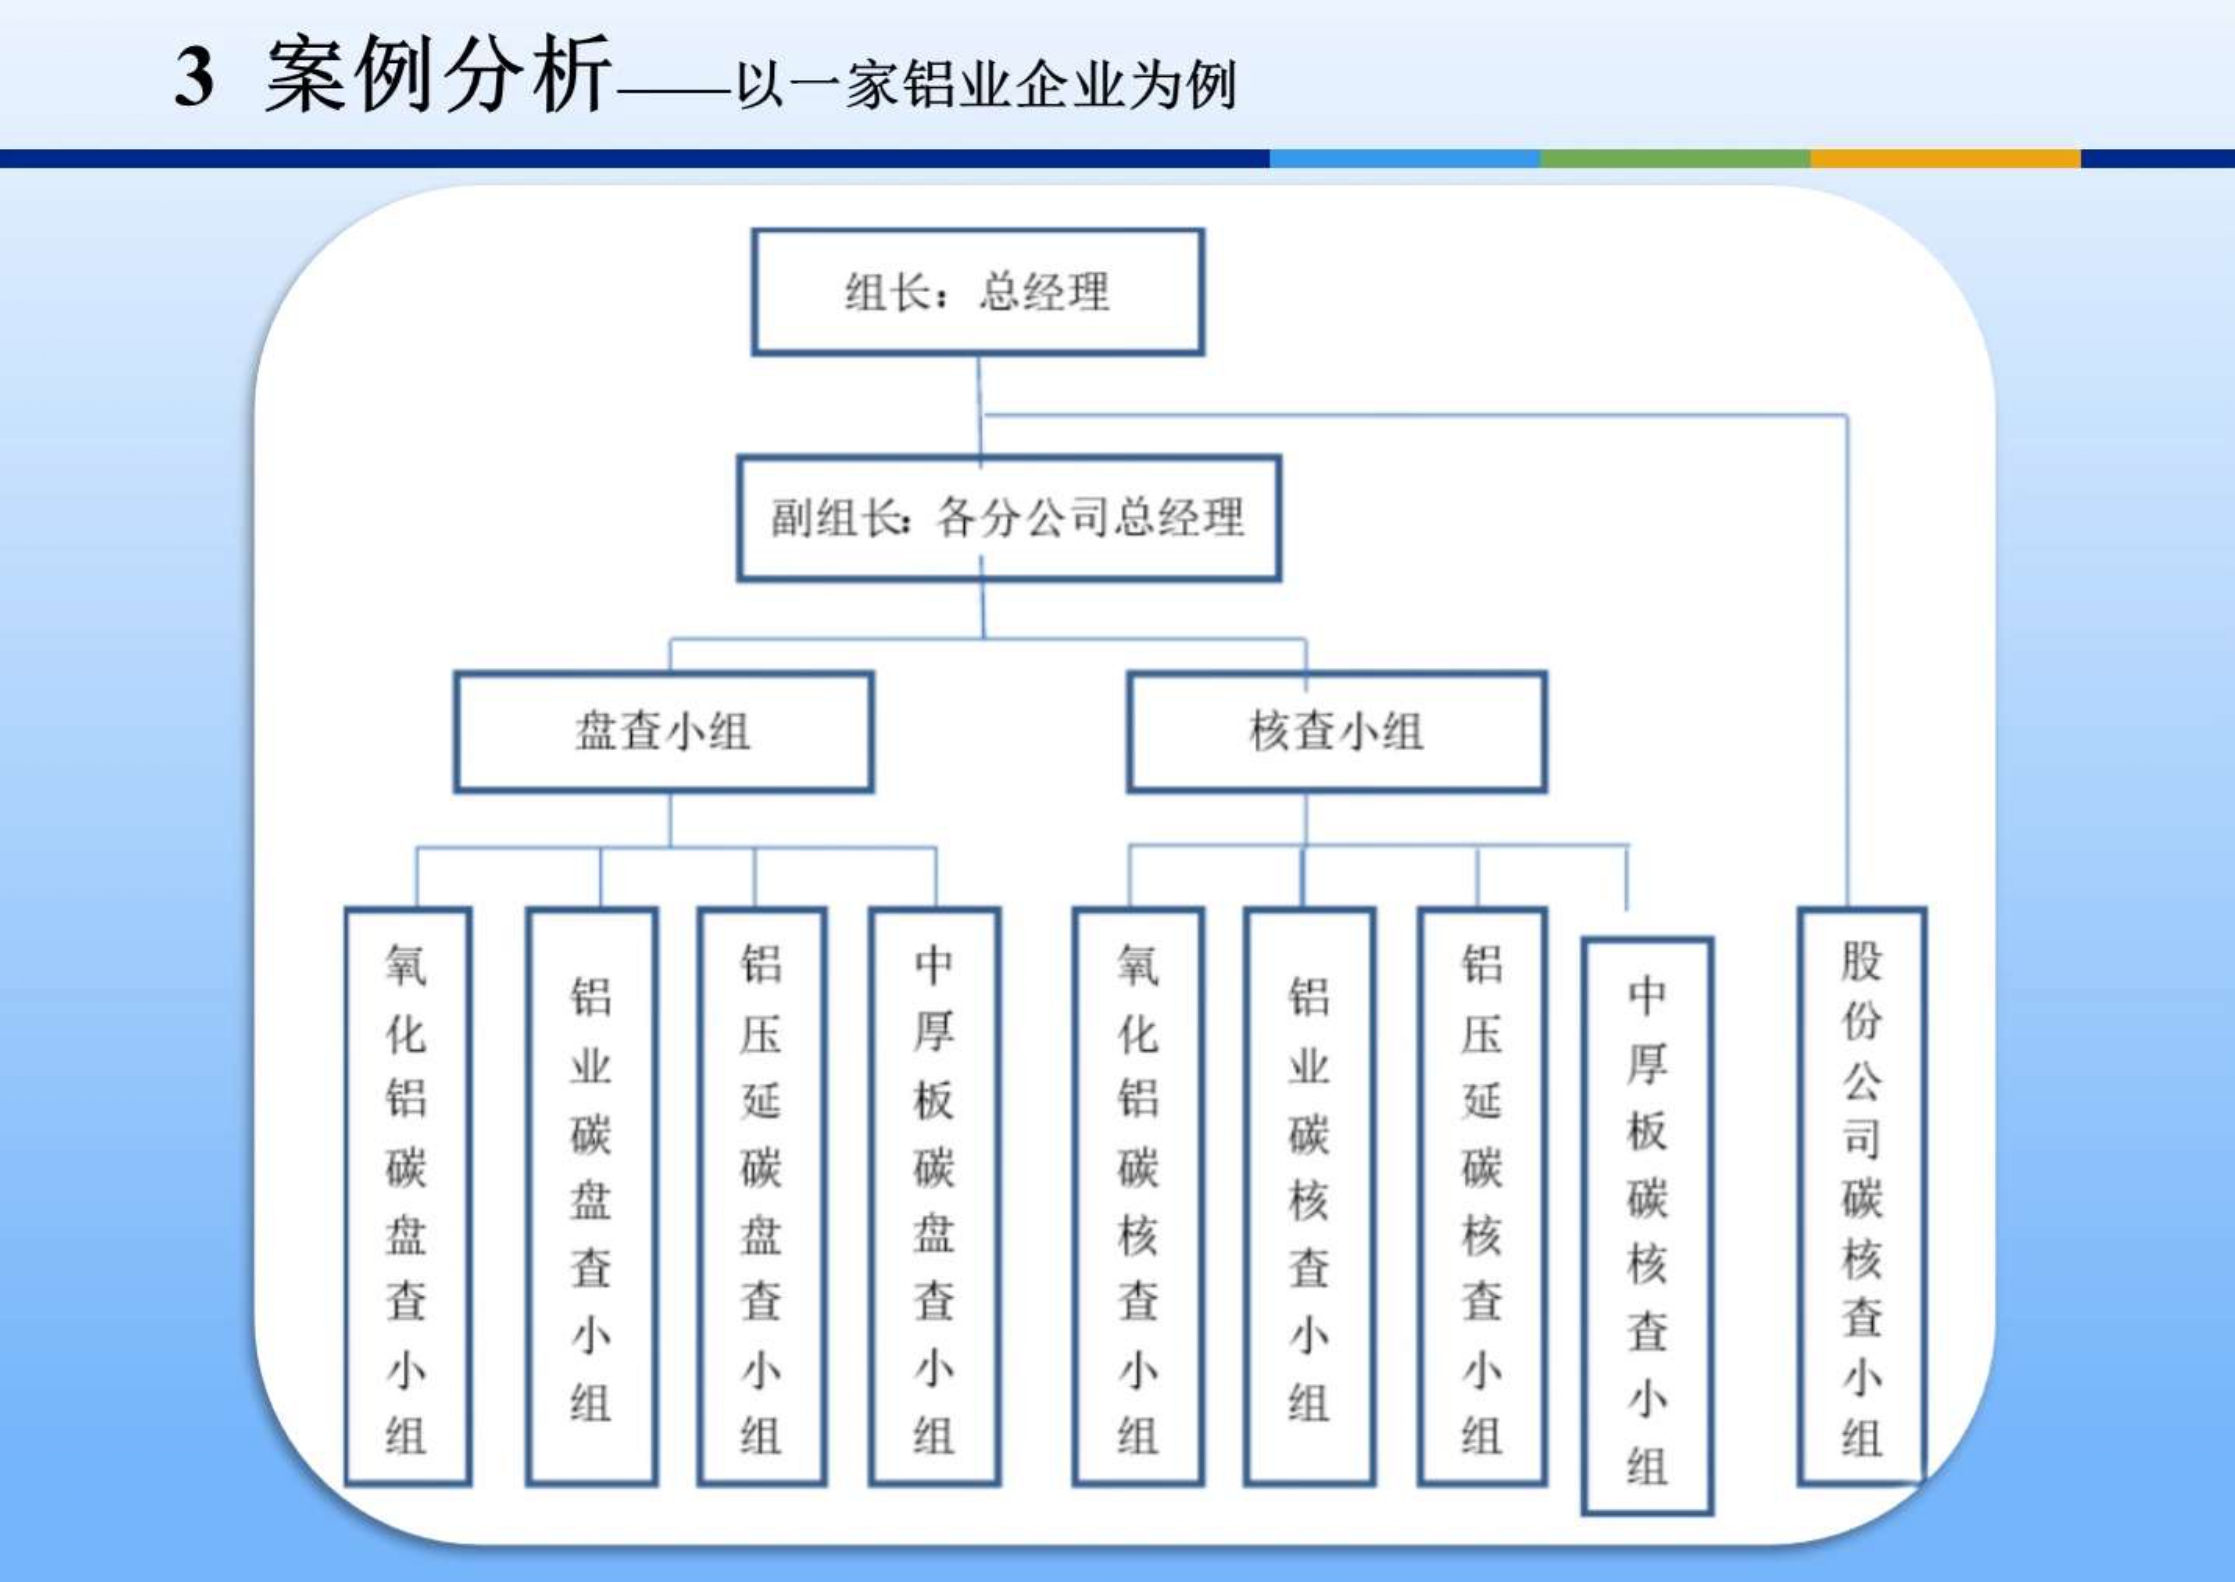 3 案例分析——以一家铝业企业为例
组长：总经理
副组长：各分公司总经理
盘查小组
核查小组
氧化铝碳盘查小组
铝业碳盘查小组
铝压延碳盘查小组
中厚板碳盘查小组
氧化铝碳核查小组
铝业碳核查小组
铝压延碳核查小组
中厚板碳核查小组
股份公司碳核查小组